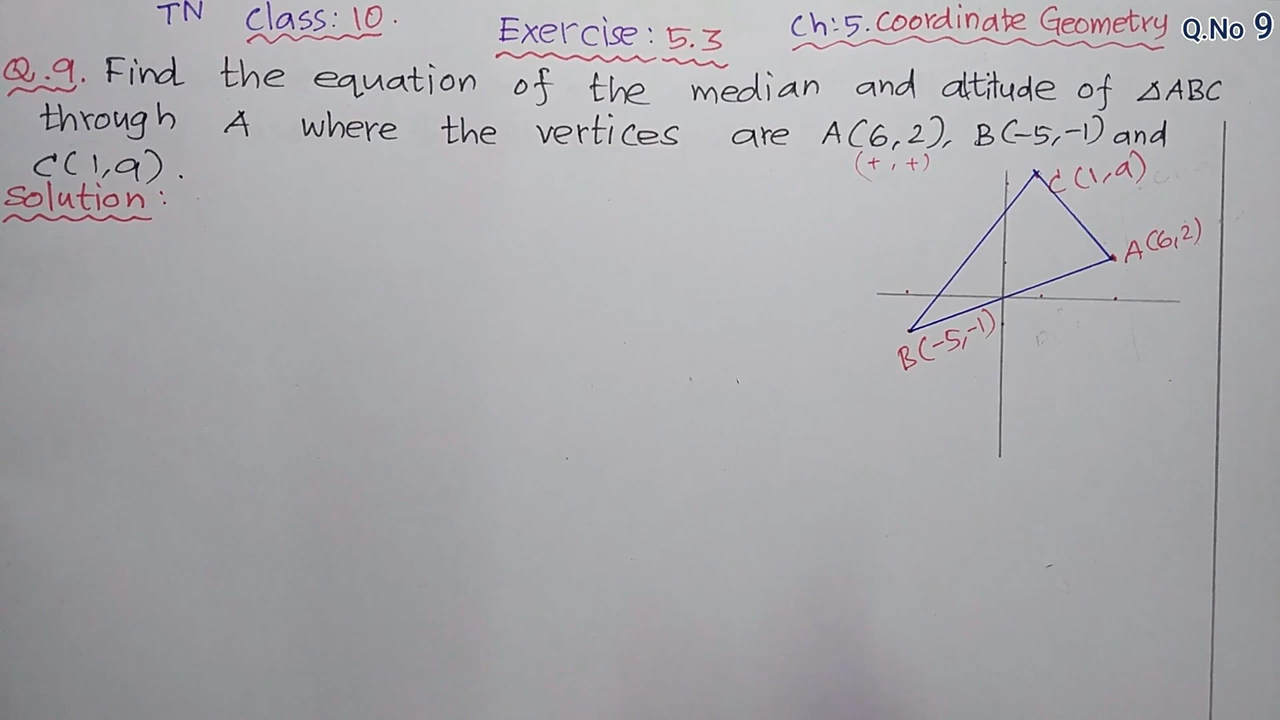 TN Class: 10. Exercise: 5.3 Ch: 5. Coordinate Geometry Q.No 9
Q.9. Find the equation of the median and altitude of △ABC
through A where the vertices are A(6,2), B(-5,-1) and
C(1,9).
(+, +)
Solution:
C(1,9)
A(6,2)
B(-5,-1)